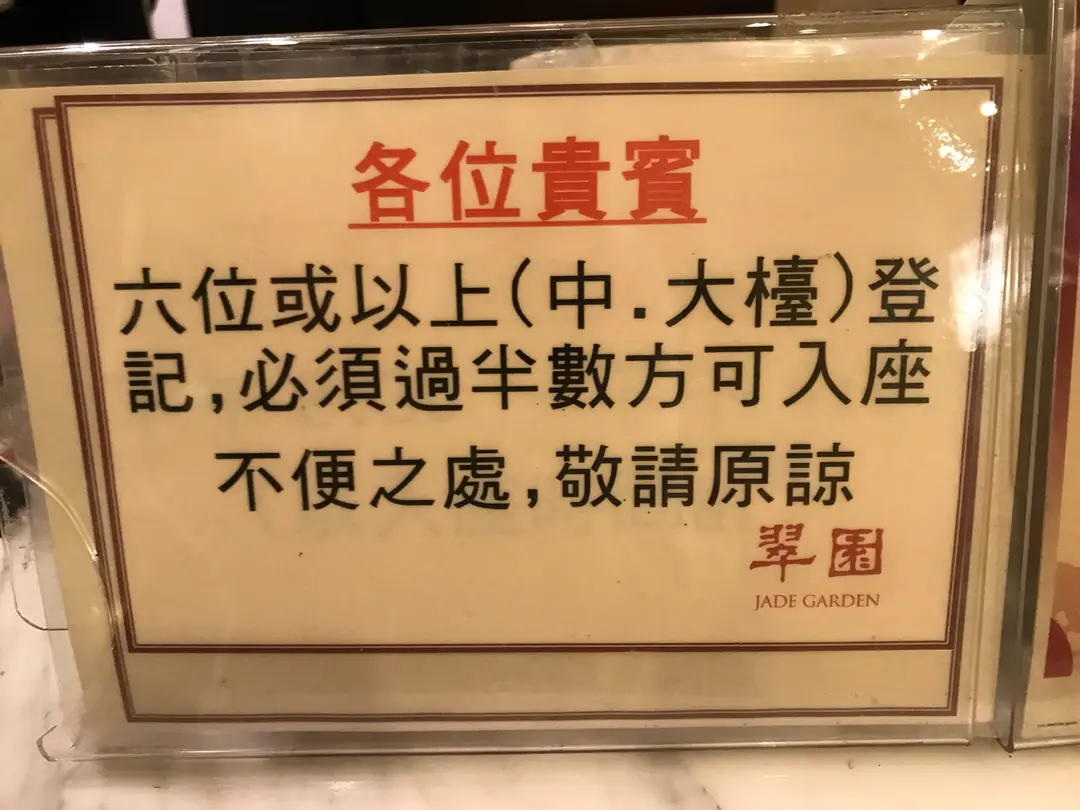 各位貴賓
六位或以上(中.大檯)登
記,必須過半數方可入座
不便之處,敬請原諒
翠園
JADE GARDEN